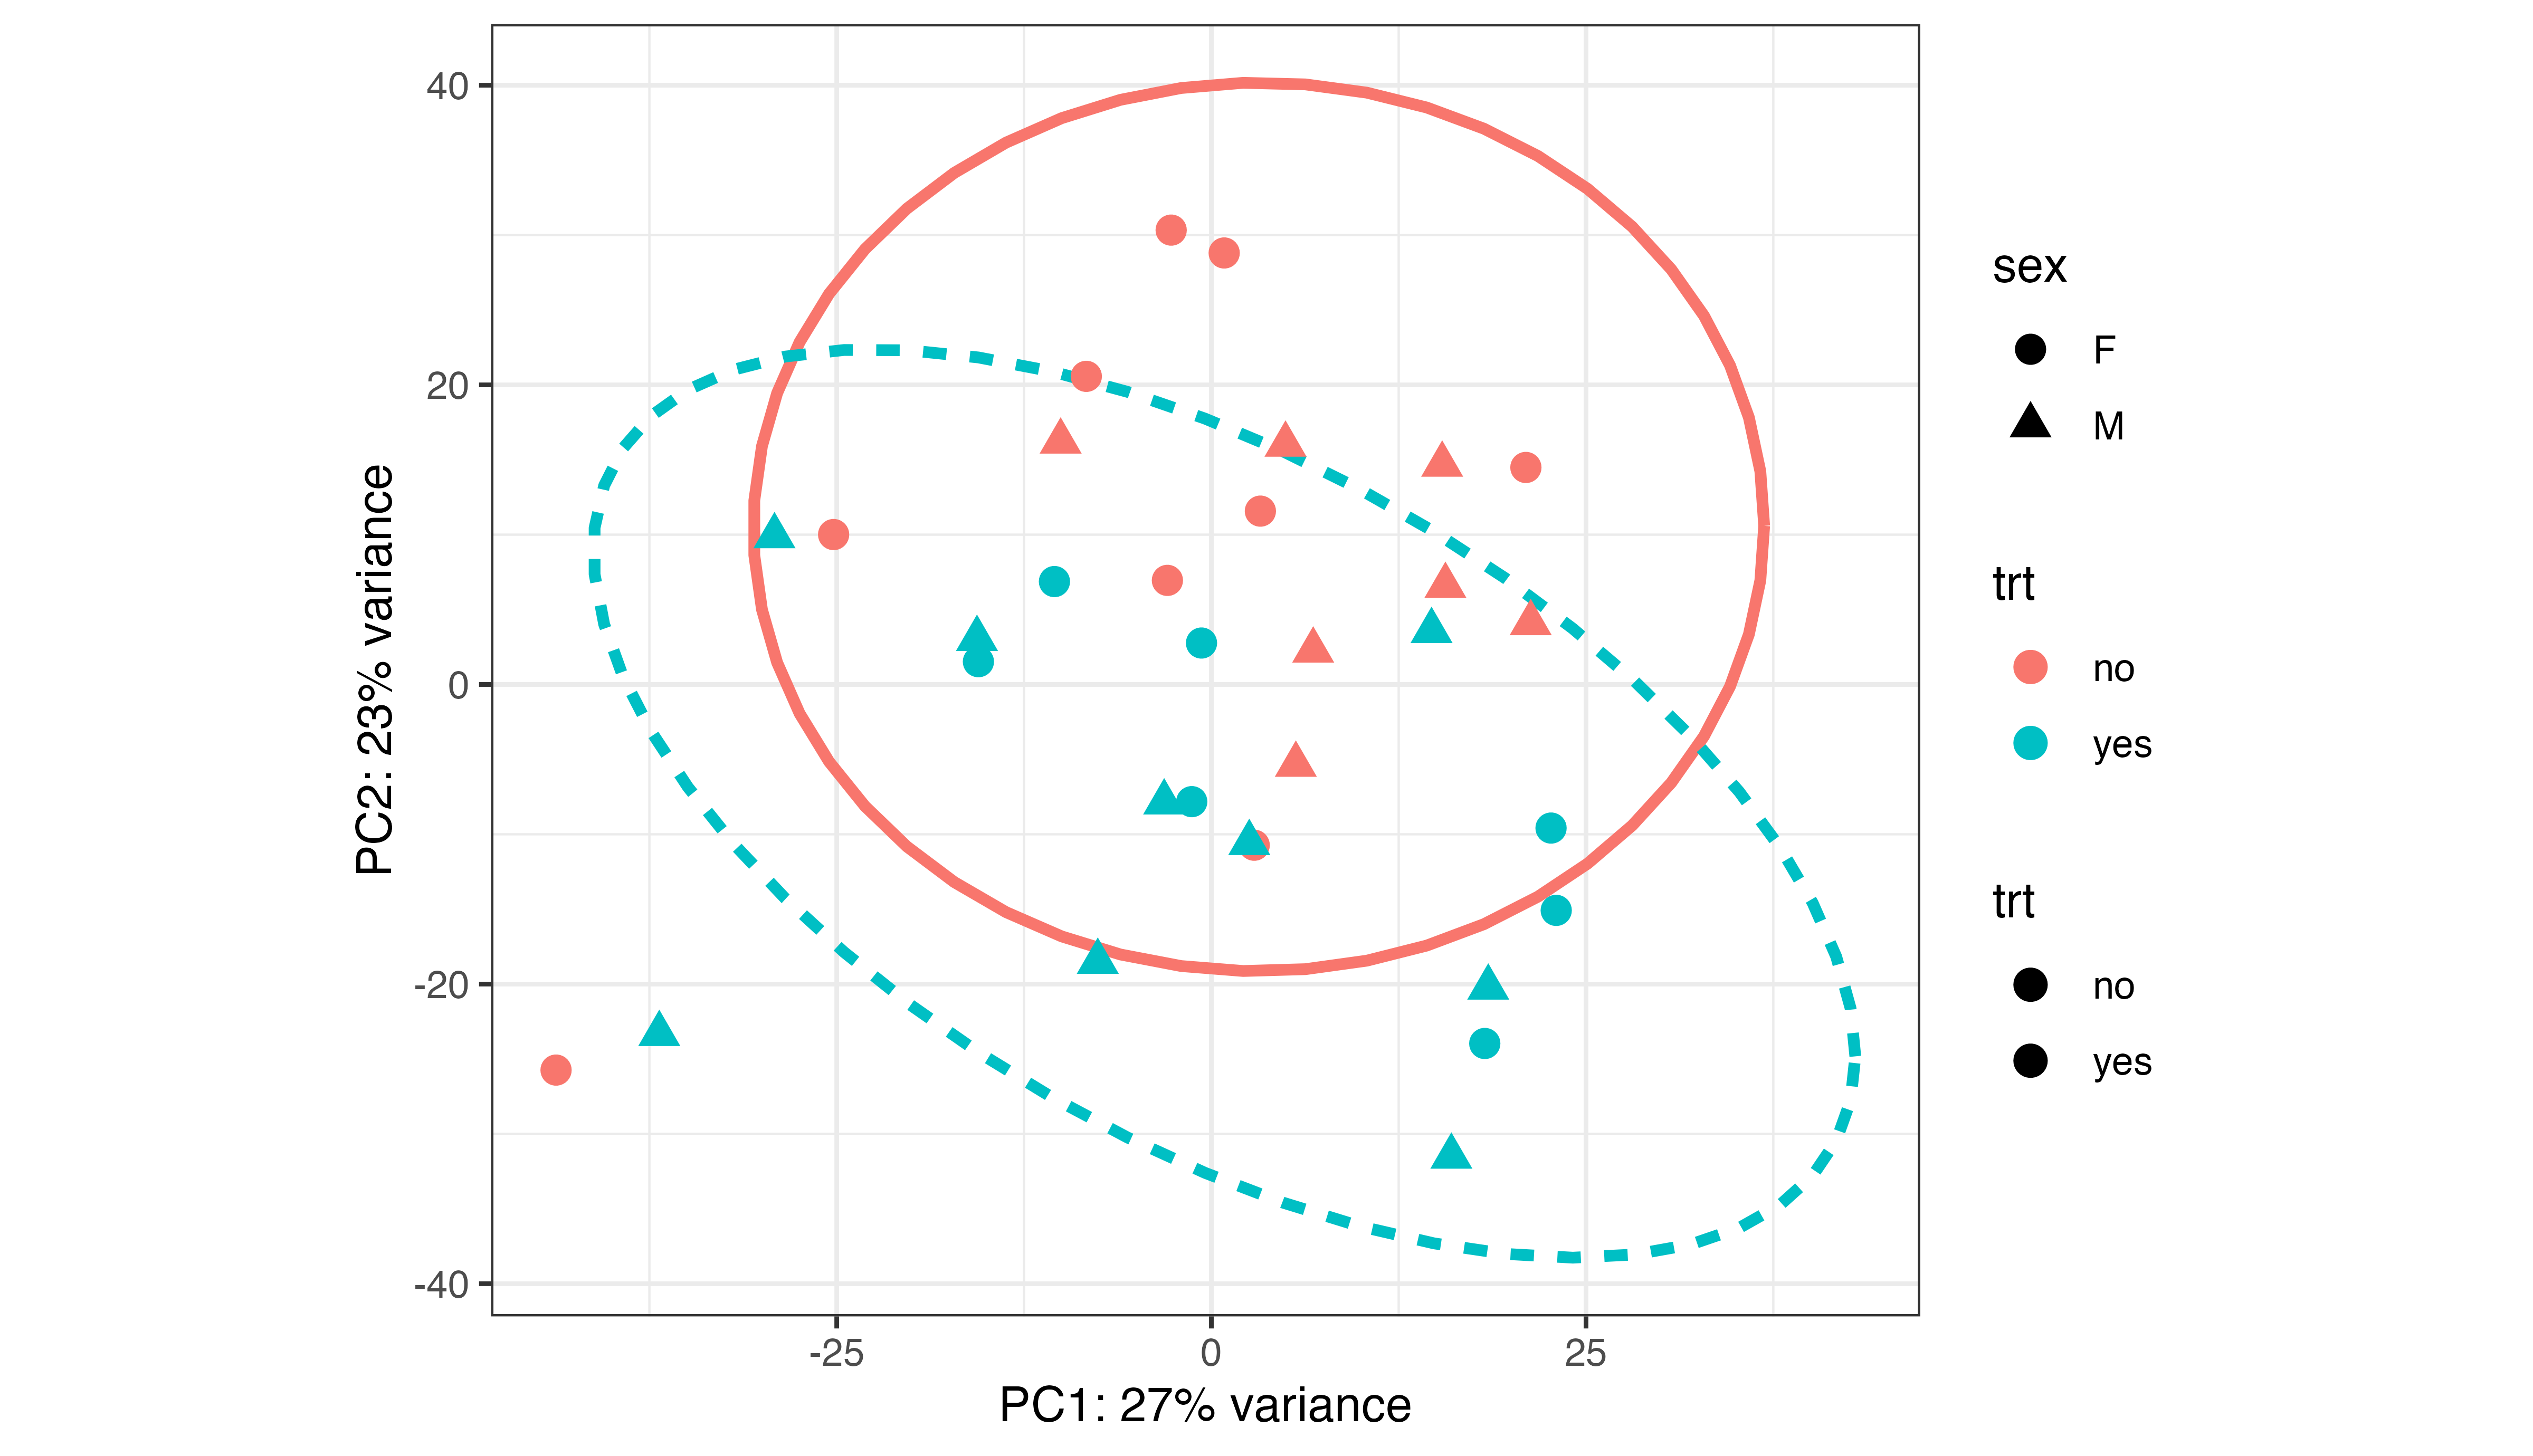 40
20
0
-20
-40
PC2: 23% variance
-25
0
25
PC1: 27% variance
sex
F
M
trt
no
yes
trt
no
yes